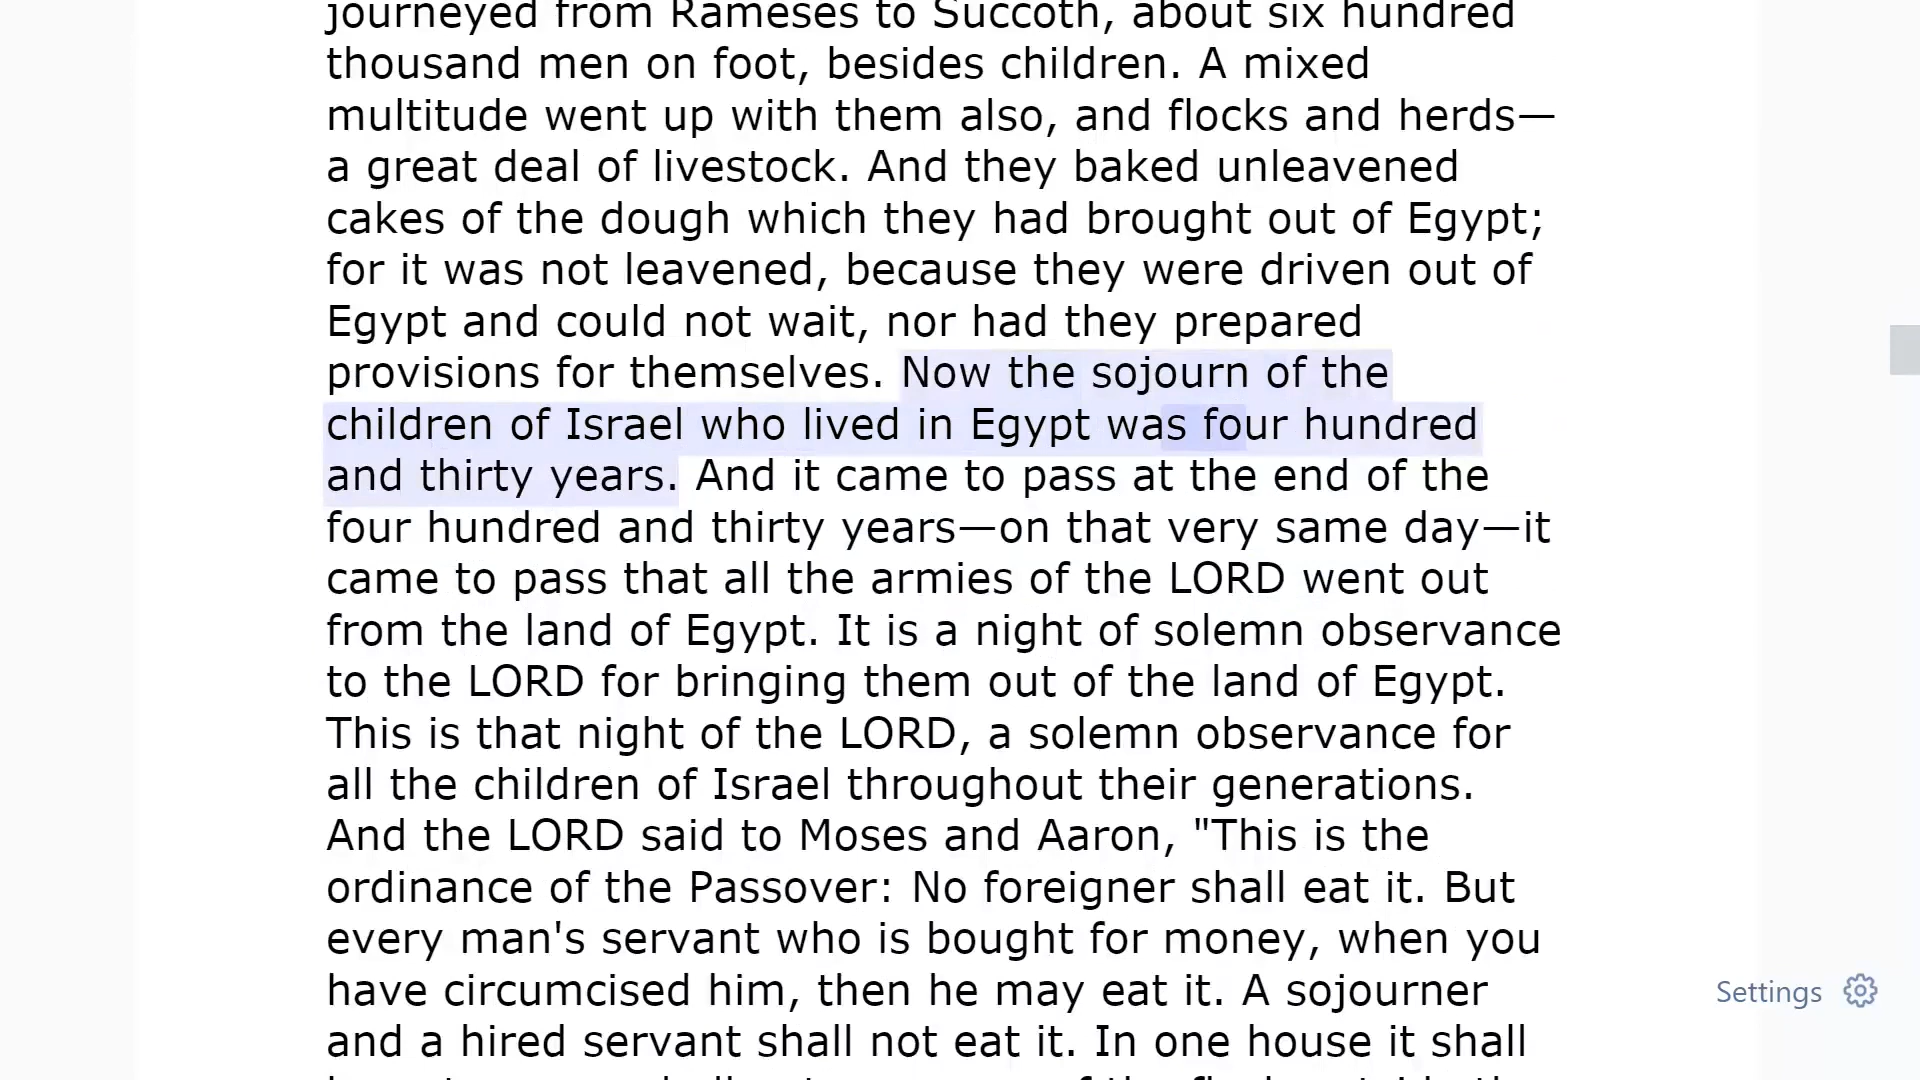 journeyed from Rameses to Succoth, about six hundred
thousand men on foot, besides children. A mixed
multitude went up with them also, and flocks and herds—
a great deal of livestock. And they baked unleavened
cakes of the dough which they had brought out of Egypt;
for it was not leavened, because they were driven out of
Egypt and could not wait, nor had they prepared
provisions for themselves. Now the sojourn of the
children of Israel who lived in Egypt was four hundred
and thirty years. And it came to pass at the end of the
four hundred and thirty years—on that very same day—it
came to pass that all the armies of the LORD went out
from the land of Egypt. It is a night of solemn observance
to the LORD for bringing them out of the land of Egypt.
This is that night of the LORD, a solemn observance for
all the children of Israel throughout their generations.
And the LORD said to Moses and Aaron, "This is the
ordinance of the Passover: No foreigner shall eat it. But
every man's servant who is bought for money, when you
have circumcised him, then he may eat it. A sojourner
and a hired servant shall not eat it. In one house it shall
Settings